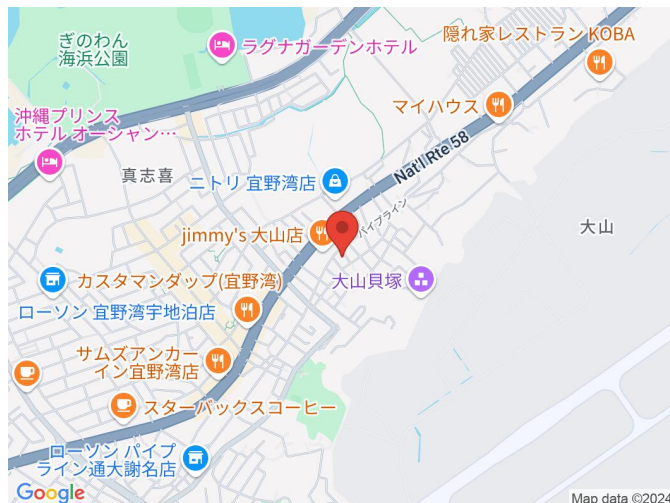 ぎのわん
海浜公園
ラグナガーデンホテル
隠れ家レストラン KOBA
沖縄プリンス
ホテル オーシャン…
マイハウス
真志喜
Nat'l Rte 58
ニトリ 宜野湾店
パイプライン
jimmy's 大山店
大山
大山貝塚
カスタマンダップ(宜野湾)
ローソン 宜野湾宇地泊店
サムズアンカー
イン宜野湾店
スターバックスコーヒー
ローソン パイプ
ライン通大謝名店
Google
Map data ©2024